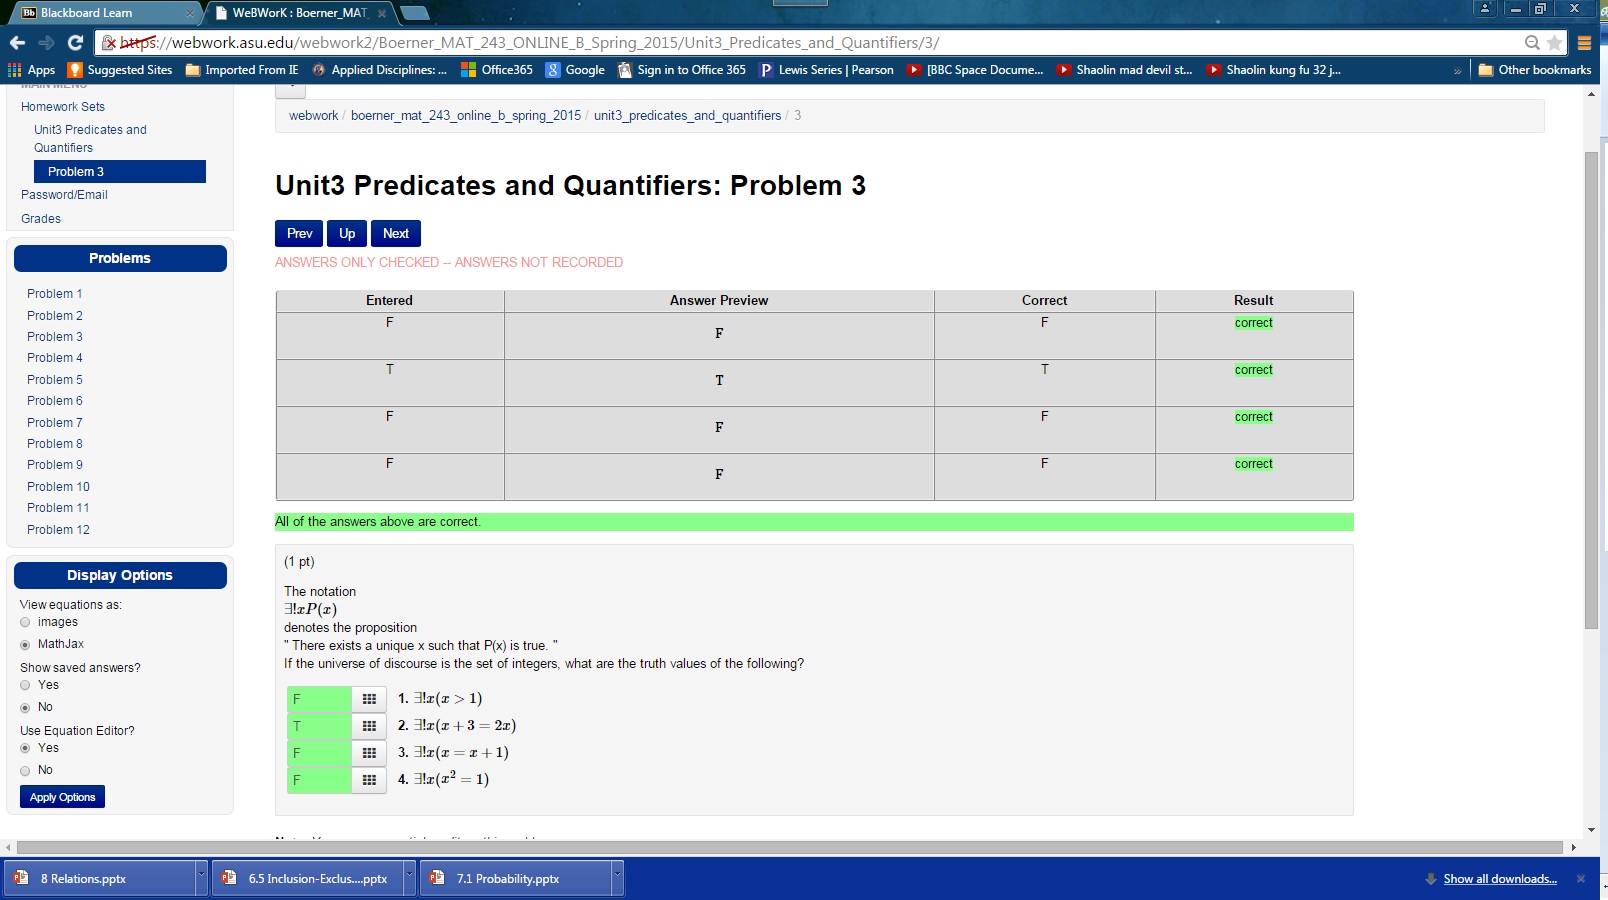 Blackboard Learn
WeBWorK : Boerner_MAT_
https://webwork.asu.edu/webwork2/Boerner_MAT_243_ONLINE_B_Spring_2015/Unit3_Predicates_and_Quantifiers/3/
Apps Suggested Sites Imported From IE Applied Disciplines: ... Office365 Google Sign in to Office 365 Lewis Series | Pearson [BBC Space Docume... Shaolin mad devil st... Shaolin kung fu 32 j... » Other bookmarks
MAIN MENU
Homework Sets
Unit3 Predicates and
Quantifiers
Problem 3
Password/Email
Grades
Problems
Problem 1
Problem 2
Problem 3
Problem 4
Problem 5
Problem 6
Problem 7
Problem 8
Problem 9
Problem 10
Problem 11
Problem 12
Display Options
View equations as:
images
MathJax
Show saved answers?
Yes
No
Use Equation Editor?
Yes
No
Apply Options
webwork / boerner_mat_243_online_b_spring_2015 / unit3_predicates_and_quantifiers / 3
Unit3 Predicates and Quantifiers: Problem 3
Prev Up Next
ANSWERS ONLY CHECKED -- ANSWERS NOT RECORDED
Entered Answer Preview Correct Result
F F F correct
T T T correct
F F F correct
F F F correct
All of the answers above are correct.
(1 pt)
The notation
∃!xP(x)
denotes the proposition
" There exists a unique x such that P(x) is true. "
If the universe of discourse is the set of integers, what are the truth values of the following?
F 1. ∃!x(x > 1)
T 2. ∃!x(x + 3 = 2x)
F 3. ∃!x(x = x + 1)
F 4. ∃!x(x² = 1)
8 Relations.pptx 6.5 Inclusion-Exclus....pptx 7.1 Probability.pptx Show all downloads...